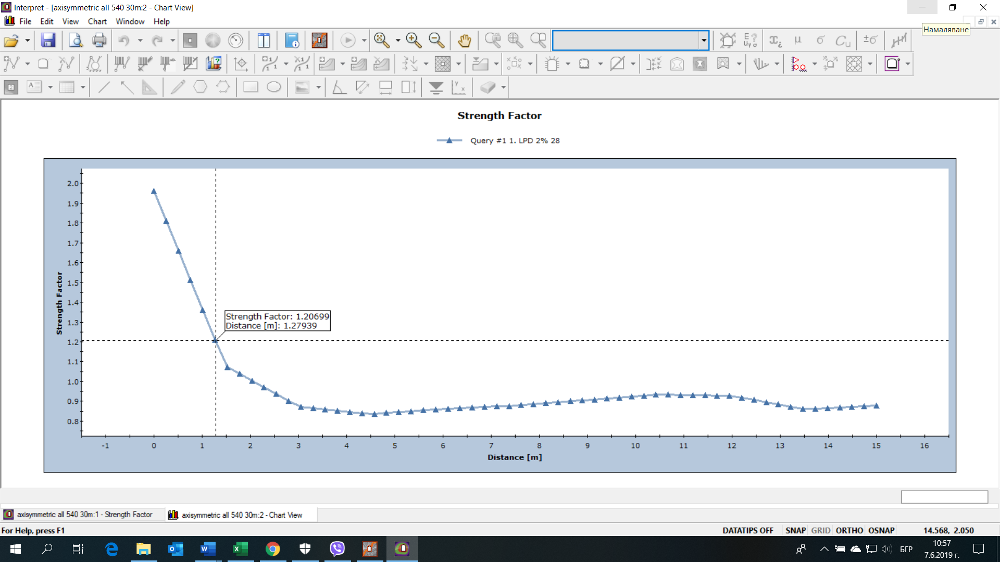 Interpret - [axisymmetric all 540 30m:2 - Chart View]
File Edit View Chart Window Help
Намаляване
Strength Factor
Query #1 1. LPD 2% 28
2.0
1.9
1.8
1.7
1.6
1.5
1.4
1.3
1.2
1.1
1.0
0.9
0.8
Strength Factor
Strength Factor: 1.20699
Distance [m]: 1.27939
-1 0 1 2 3 4 5 6 7 8 9 10 11 12 13 14 15 16
Distance [m]
axisymmetric all 540 30m:1 - Strength Factor
axisymmetric all 540 30m:2 - Chart View
For Help, press F1
DATATIPS OFF SNAP GRID ORTHO OSNAP 14.568, 2.050
БГР
10:57
7.6.2019 г.